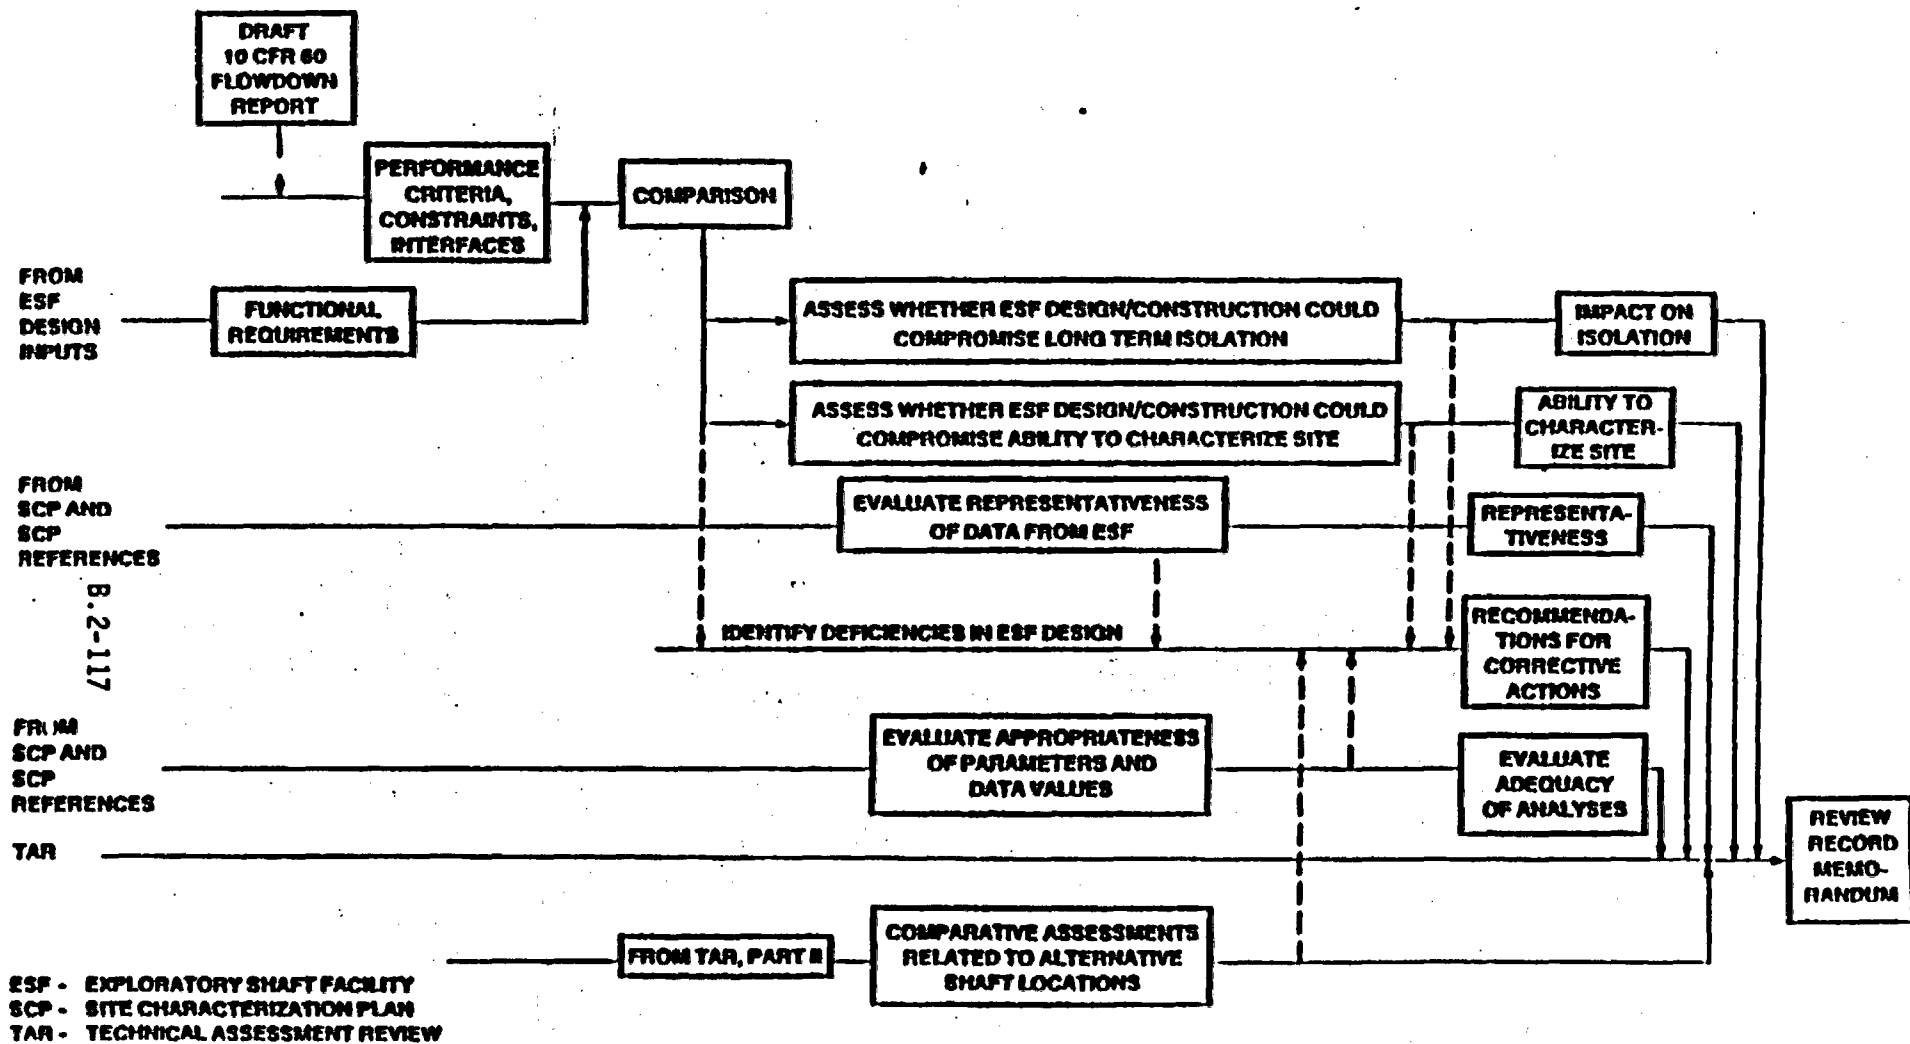 DRAFT
10 CFR 60
FLOWDOWN
REPORT
PERFORMANCE
CRITERIA,
CONSTRAINTS,
INTERFACES
COMPARISON
FROM
ESF
DESIGN
INPUTS
FUNCTIONAL
REQUIREMENTS
ASSESS WHETHER ESF DESIGN/CONSTRUCTION COULD
COMPROMISE LONG TERM ISOLATION
IMPACT ON
ISOLATION
ASSESS WHETHER ESF DESIGN/CONSTRUCTION COULD
COMPROMISE ABILITY TO CHARACTERIZE SITE
ABILITY TO
CHARACTER-
IZE SITE
FROM
SCP AND
SCP
REFERENCES
EVALUATE REPRESENTATIVENESS
OF DATA FROM ESF
REPRESENTA-
TIVENESS
B.2-117
IDENTIFY DEFICIENCIES IN ESF DESIGN
RECOMMENDA-
TIONS FOR
CORRECTIVE
ACTIONS
FROM
SCP AND
SCP
REFERENCES
EVALUATE APPROPRIATENESS
OF PARAMETERS AND
DATA VALUES
EVALUATE
ADEQUACY
OF ANALYSES
TAR
REVIEW
RECORD
MEMO-
RANDUM
FROM TAR, PART II
COMPARATIVE ASSESSMENTS
RELATED TO ALTERNATIVE
SHAFT LOCATIONS
ESF - EXPLORATORY SHAFT FACILITY
SCP - SITE CHARACTERIZATION PLAN
TAR - TECHNICAL ASSESSMENT REVIEW